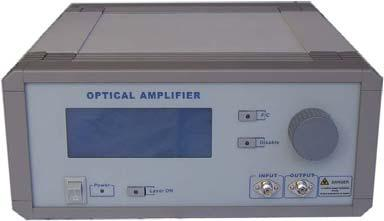 OPTICAL AMPLIFIER
P/C
Disable
Power
Laser ON
INPUT
OUTPUT
DANGER